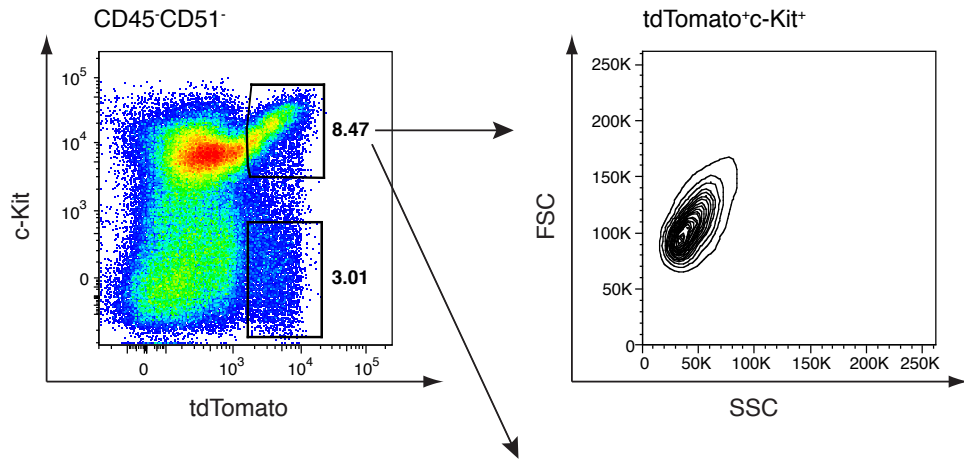 CD45⁻CD51⁻
10⁵
10⁴
10³
0
c-Kit
8.47
3.01
0 10³ 10⁴ 10⁵
tdTomato
tdTomato⁺c-Kit⁺
250K
200K
150K
100K
50K
0
FSC
0 50K 100K 150K 200K 250K
SSC